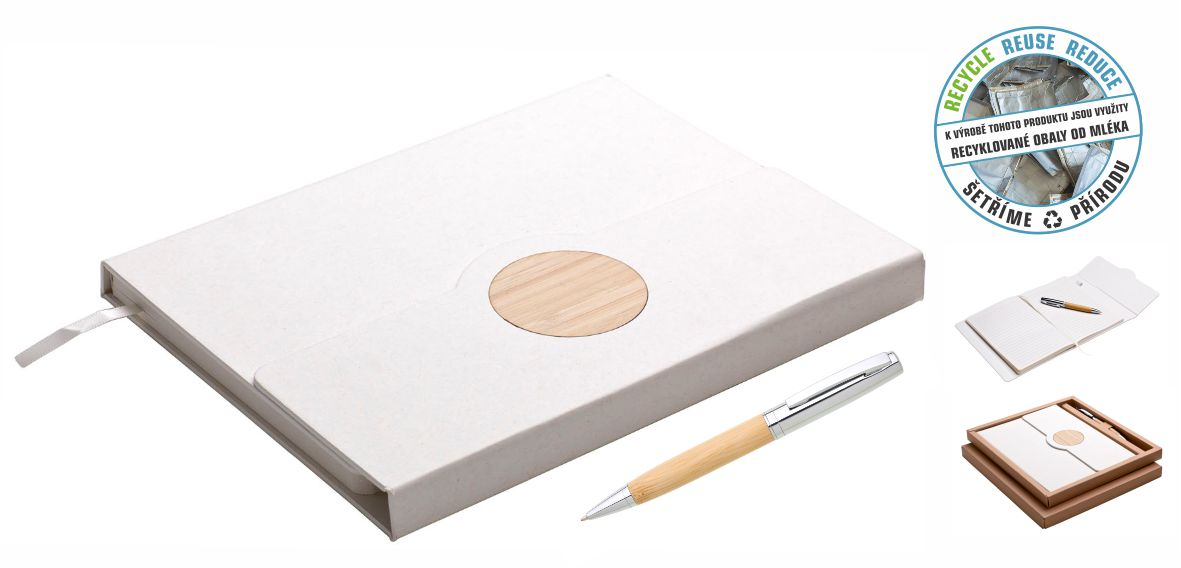 RECYCLE REUSE REDUCE
K VÝROBĚ TOHOTO PRODUKTU JSOU VYUŽITY
RECYKLOVANÉ OBALY OD MLÉKA
ŠETŘÍME PŘÍRODU